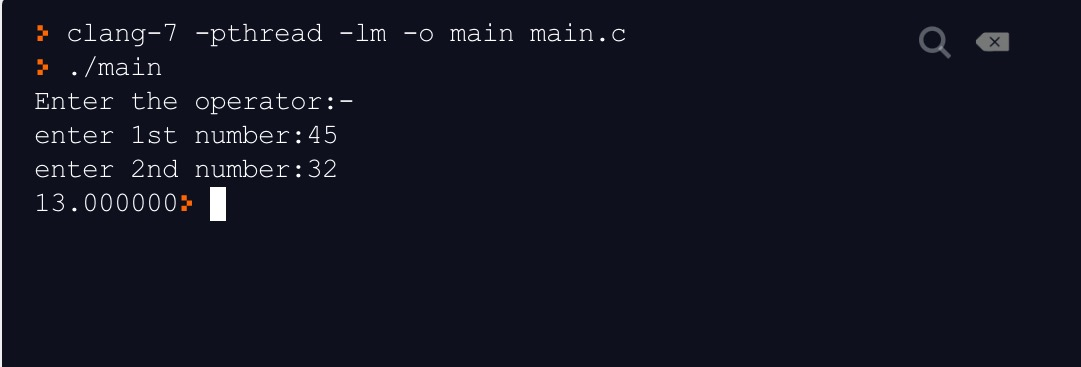 clang-7 -pthread -lm -o main main.c
./main
Enter the operator:-
enter 1st number:45
enter 2nd number:32
13.000000